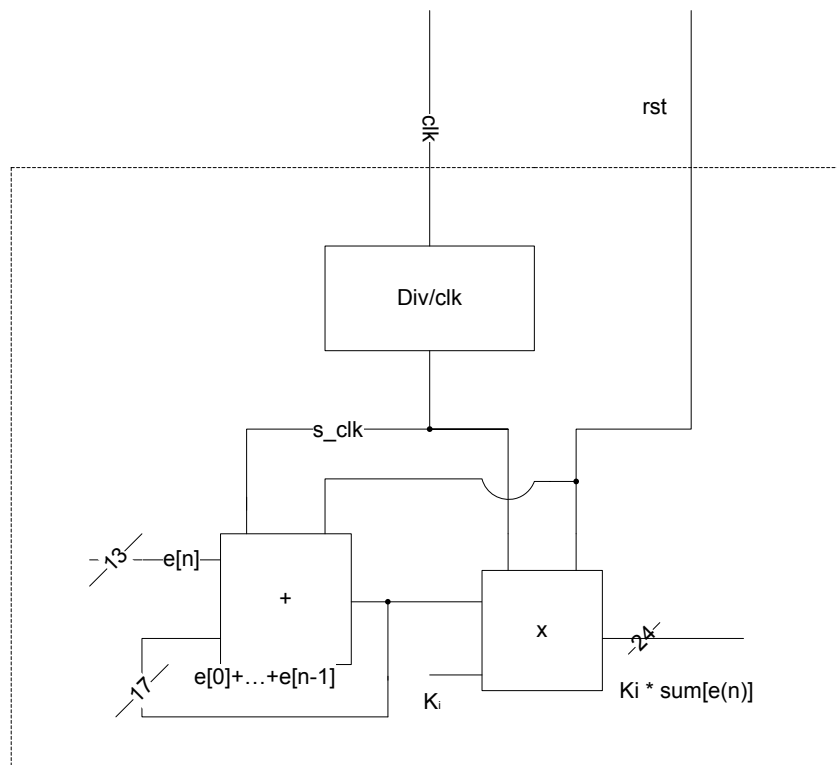 clk
rst
Div/clk
s_clk
13
e[n]
+
x
24
17
e[0]+…+e[n-1]
Ki
Ki * sum[e(n)]